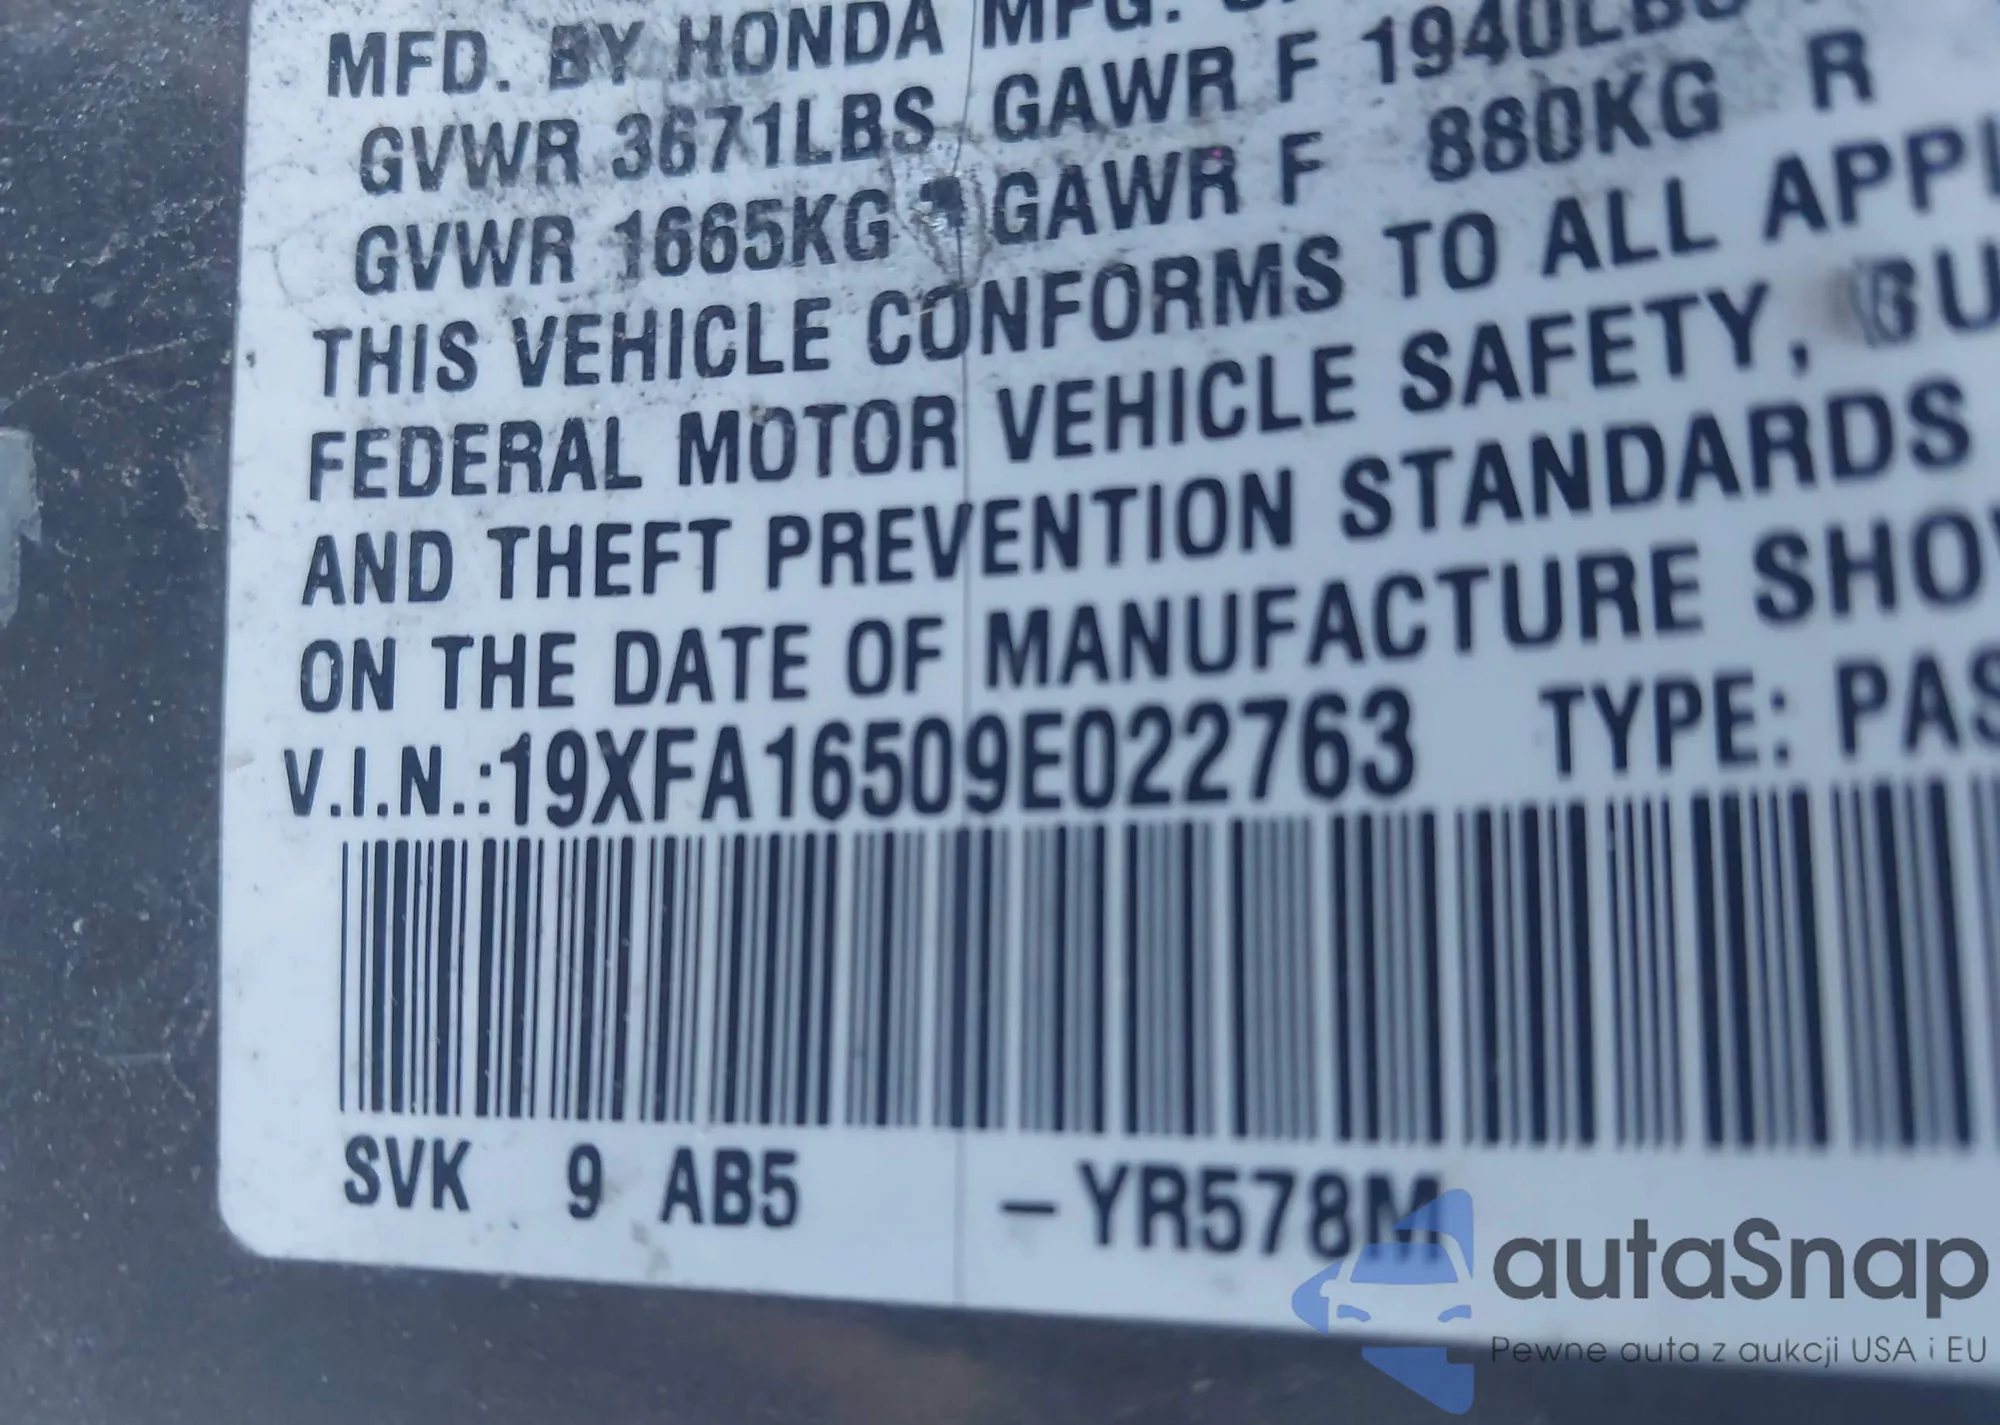 MFD. BY HONDA MFG.
GVWR 3671LBS GAWR F 1940LBS
GVWR 1665KG GAWR F 880KG R
THIS VEHICLE CONFORMS TO ALL
FEDERAL MOTOR VEHICLE SAFETY,
AND THEFT PREVENTION STANDARDS
ON THE DATE OF MANUFACTURE
V.I.N.:19XFA16509E022763 TYPE:
SVK 9 AB5 -YR578M
autaSnap
Pewne auta z aukcji USA i EU